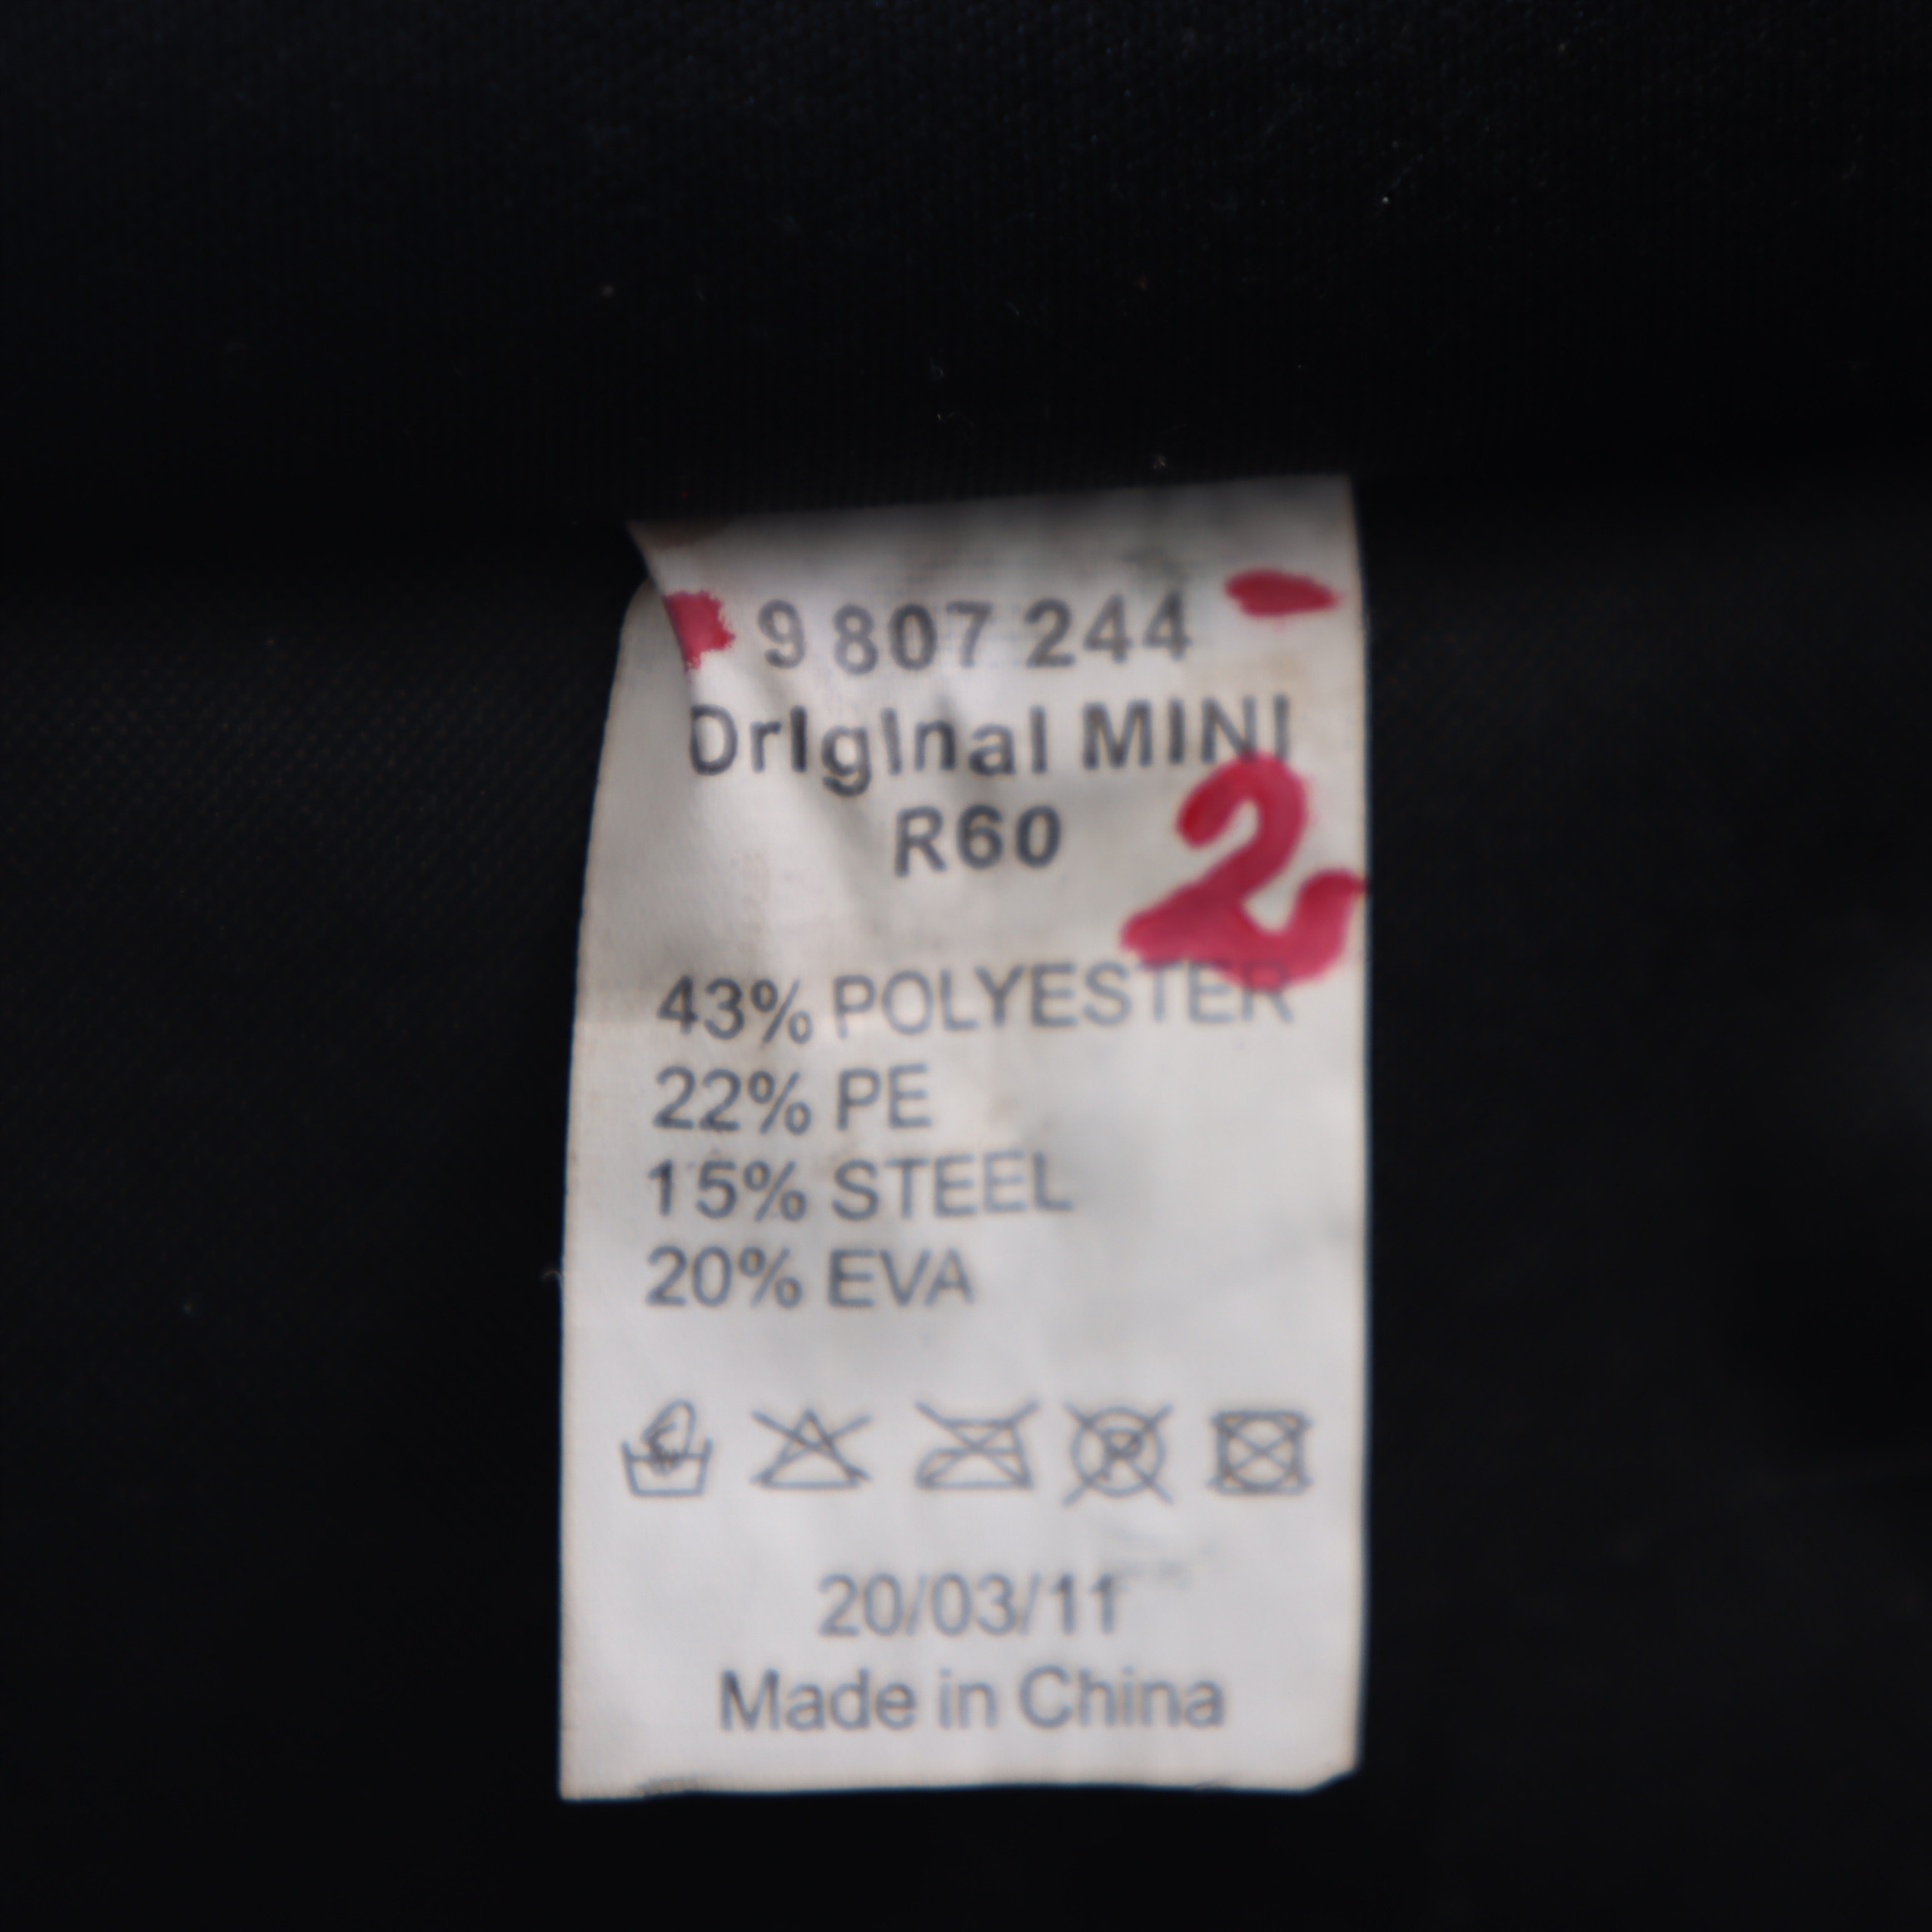 9 807 244
Original MINI
R60
2
43% POLYESTER
22% PE
15% STEEL
20% EVA
20/03/11
Made in China